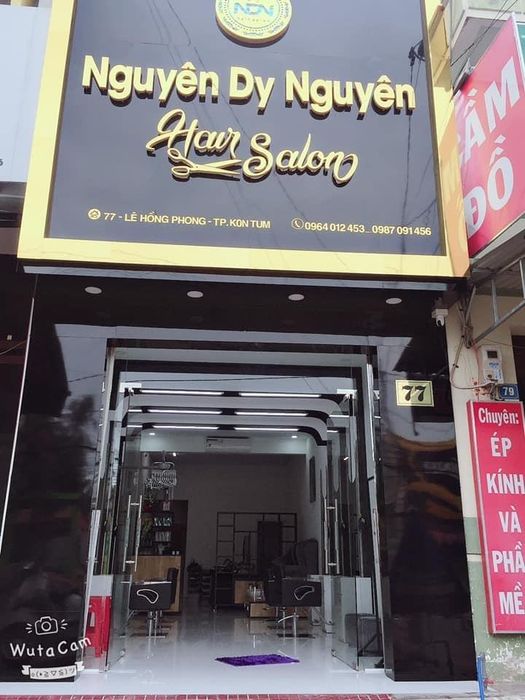 NDN
Nguyên Dy Nguyên
Hair Salon
77 - LÊ HỒNG PHONG - TP. KON TUM
0964 012 453 _ 0987 091 456
CẦM
ĐỒ
77
79
Chuyên:
ÉP
KÍNH
VÀ
PHẦ
MỀ
WutaCam